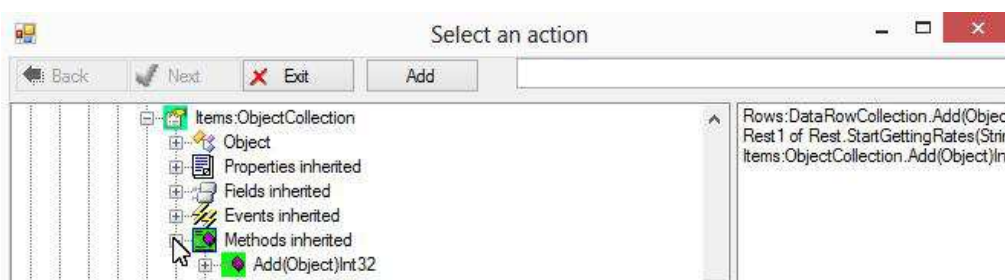 Select an action
Back Next Exit Add
Items:ObjectCollection
Object
Properties inherited
Fields inherited
Events inherited
Methods inherited
Add(Object)Int32
Rows:DataRowCollection.Add(Objec
Rest1 of Rest.StartGettingRates(Strin
Items:ObjectCollection.Add(Object)In